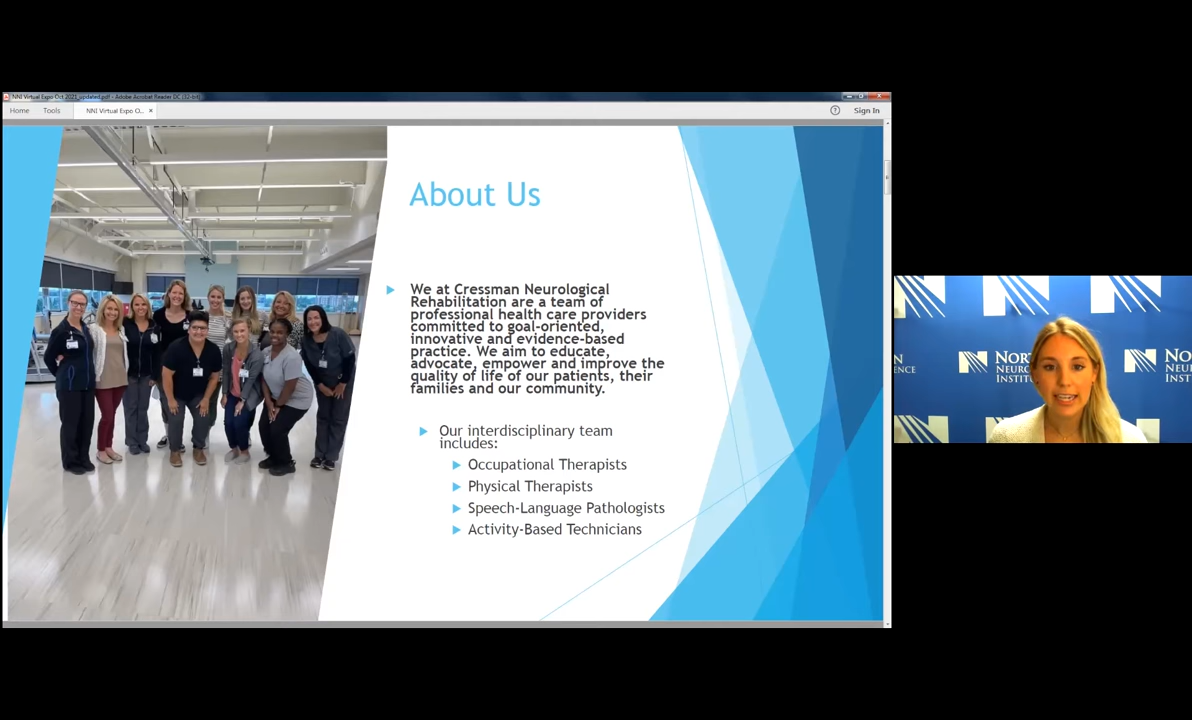 NNI Virtual Expo Oct 2021_updated.pdf - Adobe Acrobat Reader DC (32-bit)
Home
Tools
NNI Virtual Expo O...
Sign In
About Us
We at Cressman Neurological
Rehabilitation are a team of
professional health care providers
committed to goal-oriented,
innovative and evidence-based
practice. We aim to educate,
advocate, empower and improve the
quality of life of our patients, their
families and our community.
Our interdisciplinary team
includes:
Occupational Therapists
Physical Therapists
Speech-Language Pathologists
Activity-Based Technicians